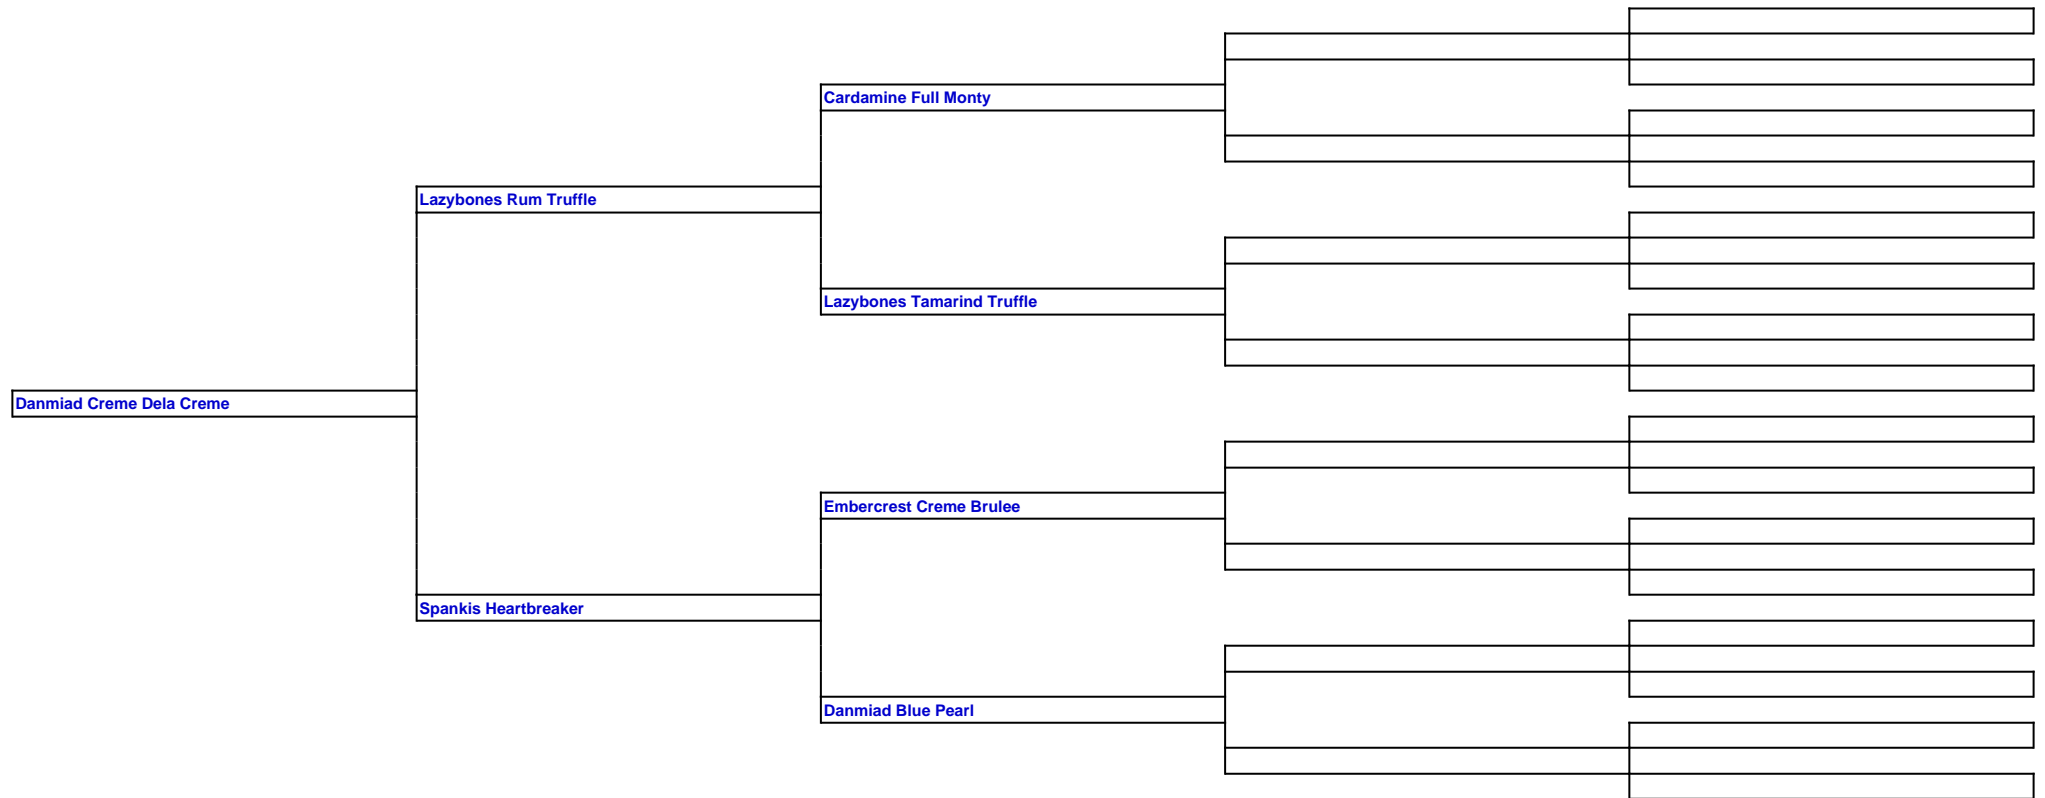 Cardamine Full Monty
Lazybones Rum Truffle
Lazybones Tamarind Truffle
Danmiad Creme Dela Creme
Embercrest Creme Brulee
Spankis Heartbreaker
Danmiad Blue Pearl